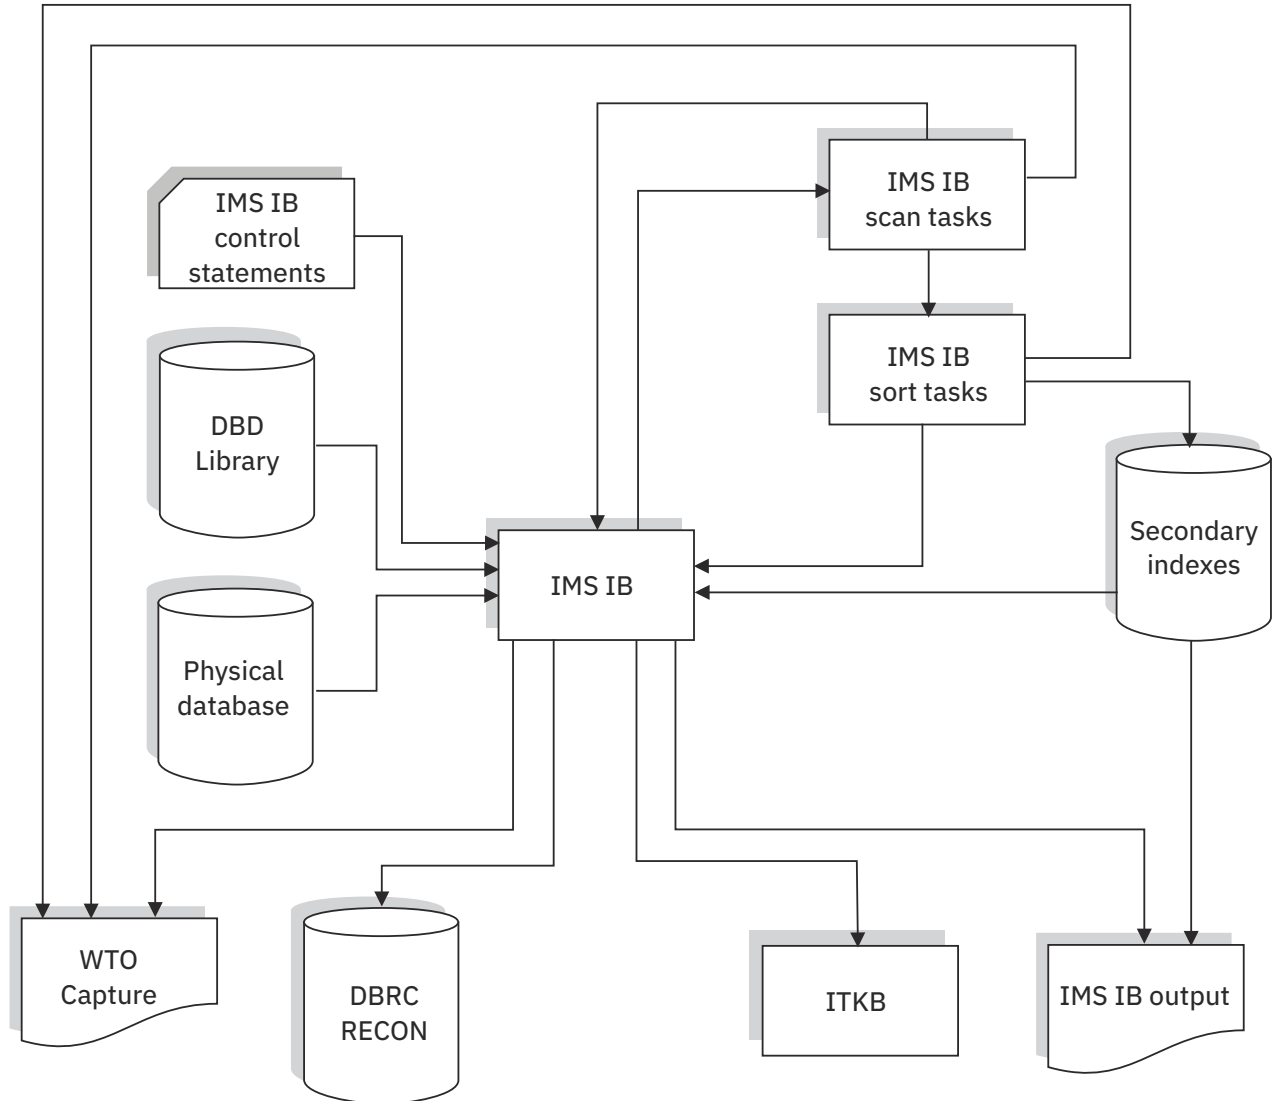 IMS IB
control
statements
IMS IB
scan tasks
IMS IB
sort tasks
DBD
Library
Secondary
indexes
IMS IB
Physical
database
WTO
Capture
DBRC
RECON
ITKB
IMS IB output